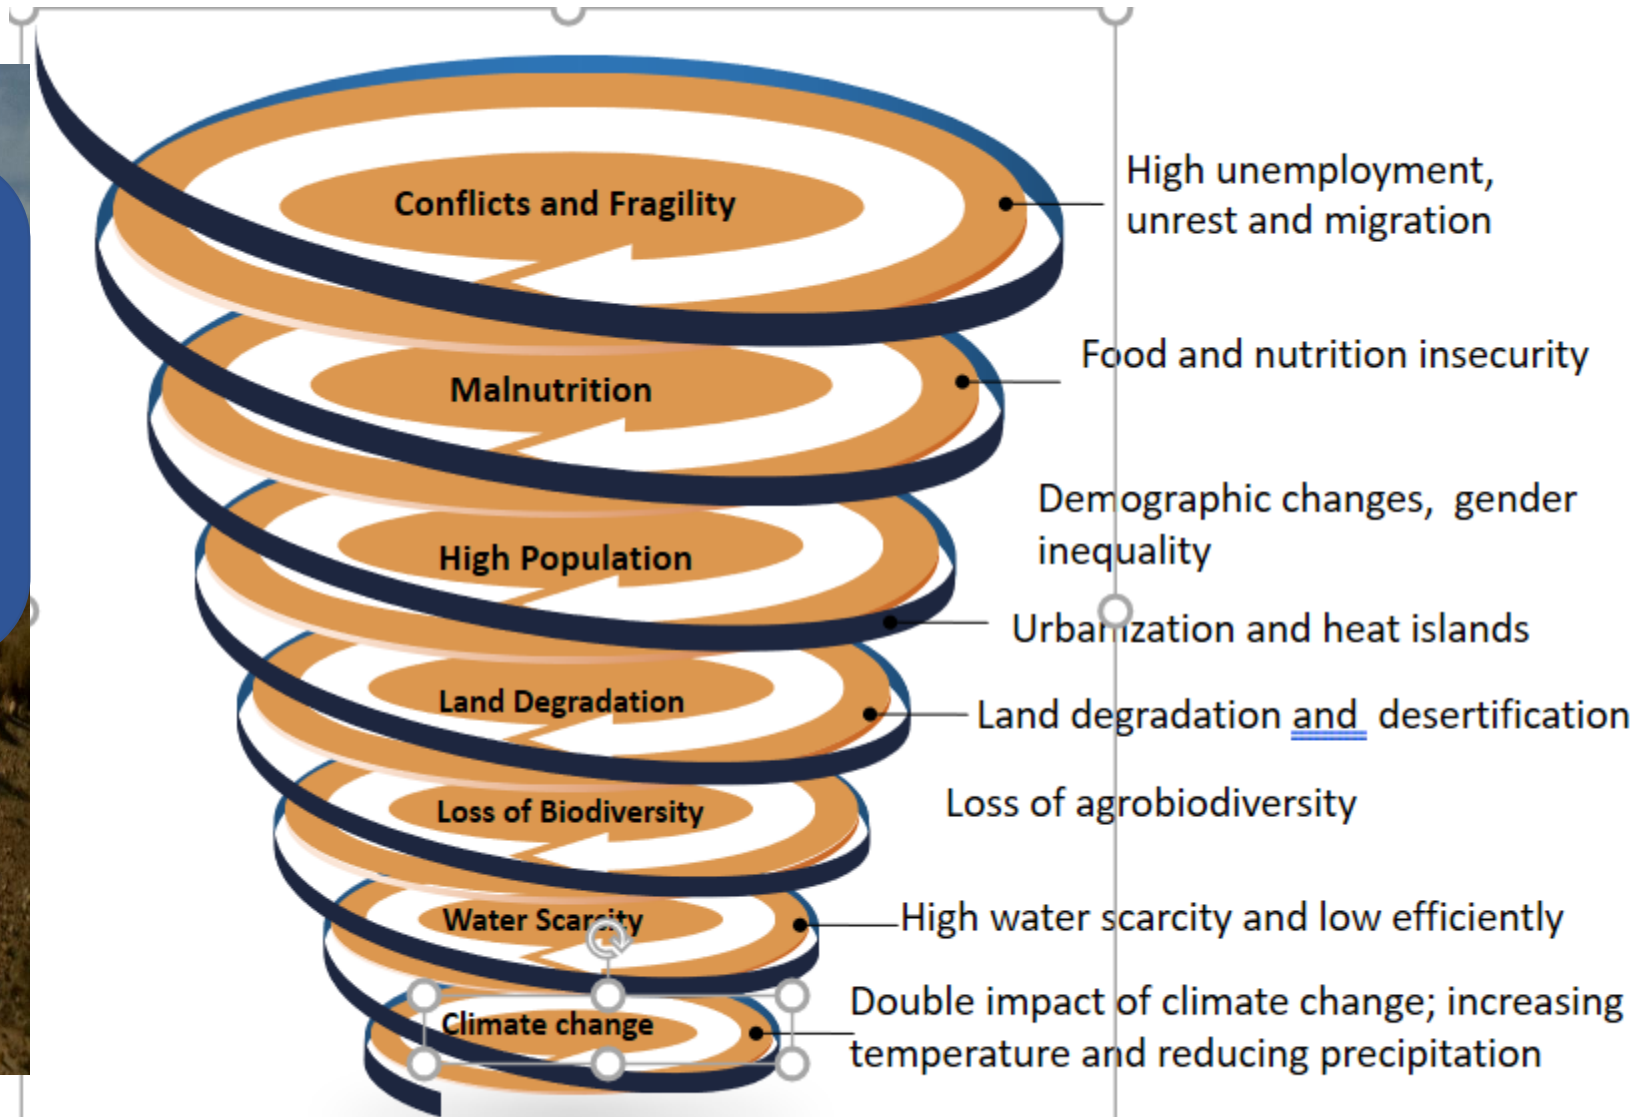 Conflicts and Fragility
High unemployment,
unrest and migration
Malnutrition
Food and nutrition insecurity
High Population
Demographic changes,  gender
inequality
Urbanization and heat islands
Land Degradation
Land degradation and  desertification
Loss of Biodiversity
Loss of agrobiodiversity
Water Scarcity
High water scarcity and low efficiently
Climate change
Double impact of climate change; increasing
temperature and reducing precipitation